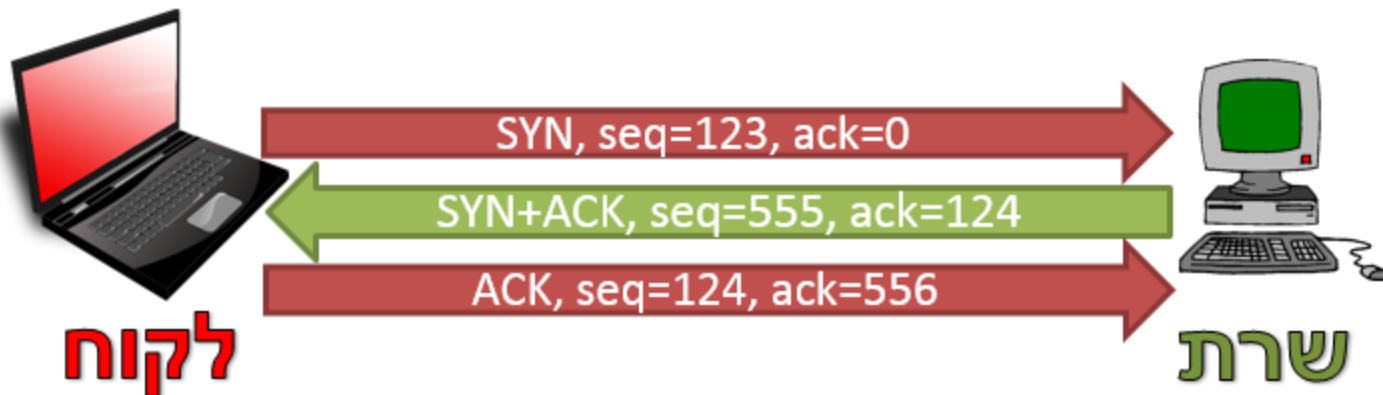 SYN, seq=123, ack=0
SYN+ACK, seq=555, ack=124
ACK, seq=124, ack=556
לקוח
שרת